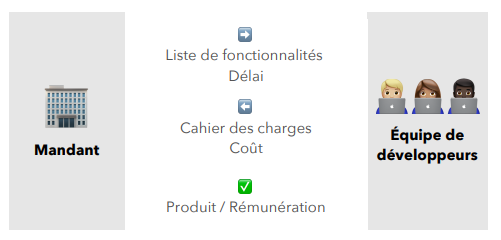 Liste de fonctionnalités
Délai
Mandant
Cahier des charges
Coût
Équipe de
développeurs
Produit / Rémunération